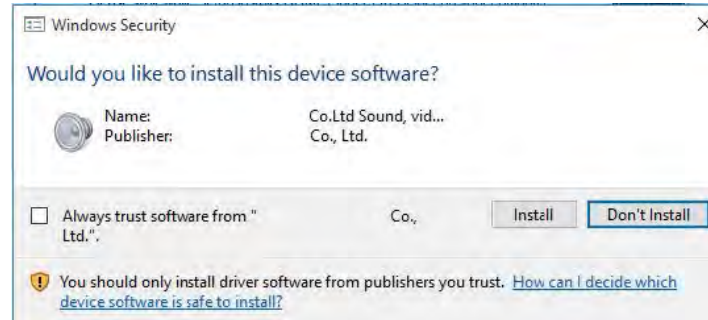 Windows Security
Would you like to install this device software?
Name: Co.Ltd Sound, vid...
Publisher: Co., Ltd.
Always trust software from " Co.,
Ltd.".
Install
Don't Install
You should only install driver software from publishers you trust. How can I decide which
device software is safe to install?